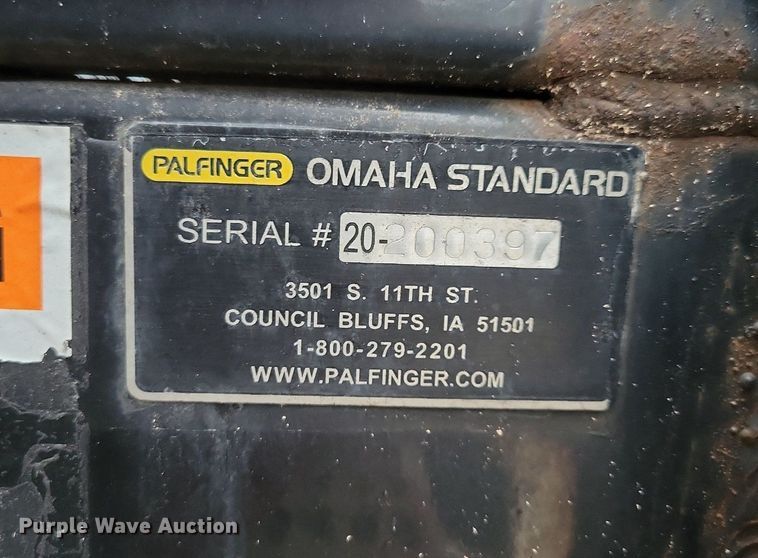 PALFINGER OMAHA STANDARD
SERIAL # 20-200397
3501 S. 11TH ST.
COUNCIL BLUFFS, IA 51501
1-800-279-2201
WWW.PALFINGER.COM
Purple Wave Auction